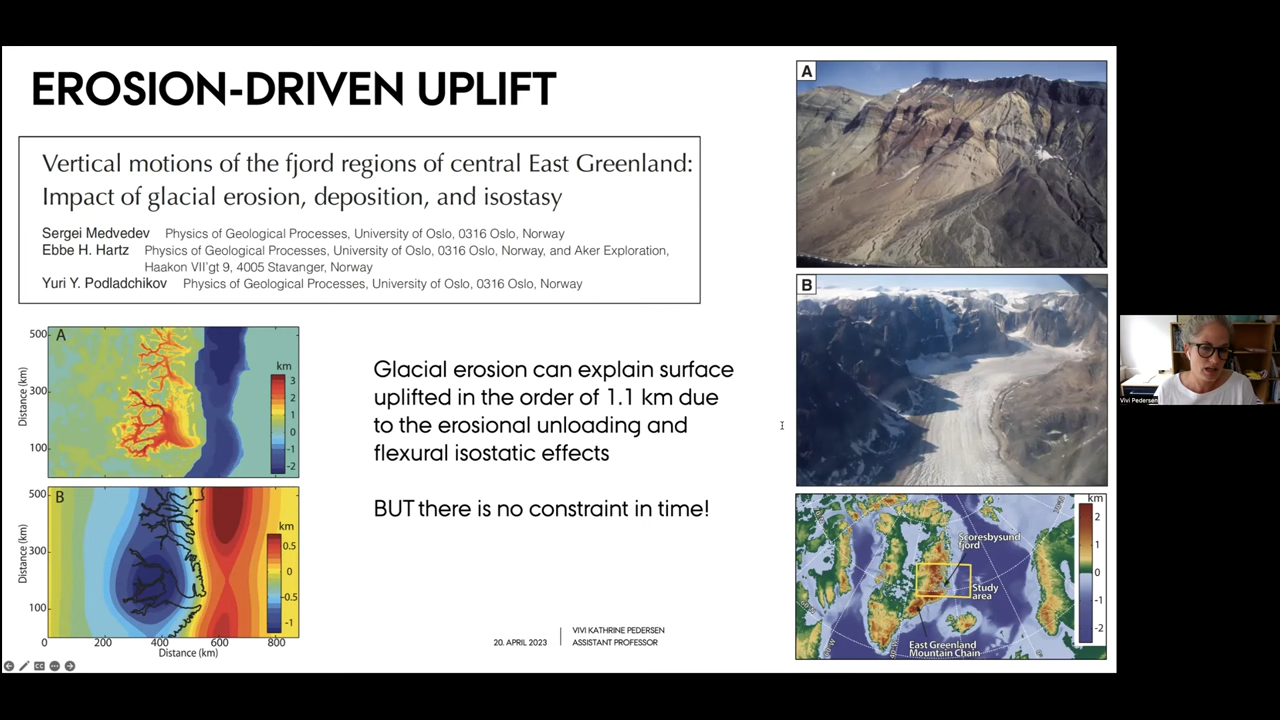 EROSION-DRIVEN UPLIFT
Vertical motions of the fjord regions of central East Greenland:
Impact of glacial erosion, deposition, and isostasy
Sergei Medvedev Physics of Geological Processes, University of Oslo, 0316 Oslo, Norway
Ebbe H. Hartz Physics of Geological Processes, University of Oslo, 0316 Oslo, Norway, and Aker Exploration,
Haakon VII'gt 9, 4005 Stavanger, Norway
Yuri Y. Podladchikov Physics of Geological Processes, University of Oslo, 0316 Oslo, Norway
A
500
300
100
Distance (km)
km
3
2
1
0
-1
-2
B
500
300
100
Distance (km)
km
0.5
0
-0.5
-1
0 200 400 600 800
Distance (km)
Glacial erosion can explain surface
uplifted in the order of 1.1 km due
to the erosional unloading and
flexural isostatic effects
BUT there is no constraint in time!
20. APRIL 2023
VIVI KATHRINE PEDERSEN
ASSISTANT PROFESSOR
A
B
Scoresbysund
fjord
Study
area
East Greenland
Mountain Chain
km
2
1
0
-1
-2
Vivi Pedersen